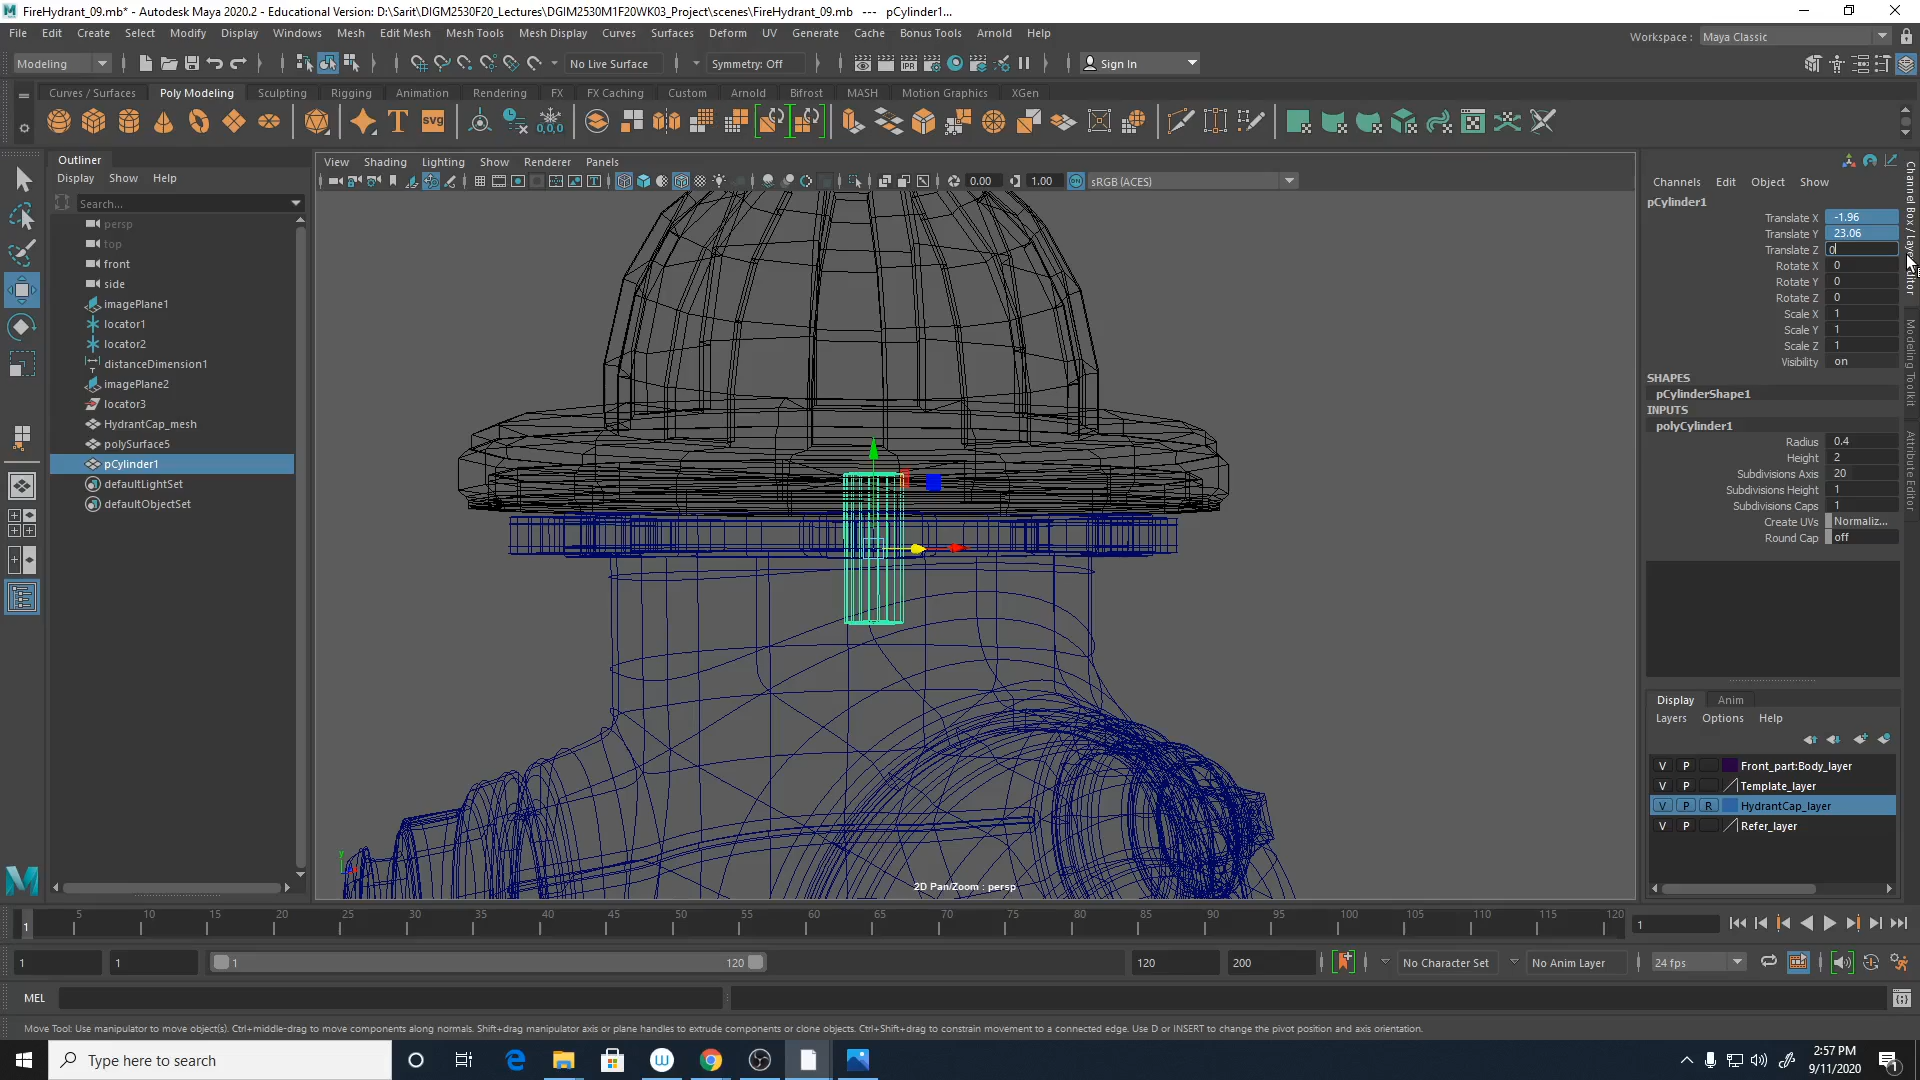 FireHydrant_09.mb* - Autodesk Maya 2020.2 - Educational Version: D:\Sarit\DIGM2530F20_Lectures\DGIM2530M1F20WK03_Project\scenes\FireHydrant_09.mb --- pCylinder1...
File Edit Create Select Modify Display Windows Mesh Edit Mesh Mesh Tools Mesh Display Curves Surfaces Deform UV Generate Cache Bonus Tools Arnold Help
Workspace : Maya Classic
Modeling No Live Surface Symmetry: Off Sign In
Curves / Surfaces Poly Modeling Sculpting Rigging Animation Rendering FX FX Caching Custom Arnold Bifrost MASH Motion Graphics XGen
T svg 0,0,0
Outliner
Display Show Help
Search...
persp
top
front
side
imagePlane1
locator1
locator2
distanceDimension1
imagePlane2
locator3
HydrantCap_mesh
polySurface5
pCylinder1
defaultLightSet
defaultObjectSet
View Shading Lighting Show Renderer Panels
0.00 1.00 sRGB (ACES)
y
2D Pan/Zoom : persp
Channels Edit Object Show
pCylinder1
Translate X -1.96
Translate Y 23.06
Translate Z 0
Rotate X 0
Rotate Y 0
Rotate Z 0
Scale X 1
Scale Y 1
Scale Z 1
Visibility on
SHAPES
pCylinderShape1
INPUTS
polyCylinder1
Radius 0.4
Height 2
Subdivisions Axis 20
Subdivisions Height 1
Subdivisions Caps 1
Create UVs Normaliz...
Round Cap off
Modeling Toolkit
Attribute Editor
Display Anim
Layers Options Help
V P Front_part:Body_layer
V P Template_layer
V P R HydrantCap_layer
V P Refer_layer
1 5 10 15 20 25 30 35 40 45 50 55 60 65 70 75 80 85 90 95 100 105 110 115 120
1
1 1 1 120 120 200 No Character Set No Anim Layer 24 fps
MEL
Move Tool: Use manipulator to move object(s). Ctrl+middle-drag to move components along normals. Shift+drag manipulator axis or plane handles to extrude components or clone objects. Ctrl+Shift+drag to constrain movement to a connected edge. Use D or INSERT to change the pivot position and axis orientation.
Type here to search
2:57 PM
9/11/2020
1